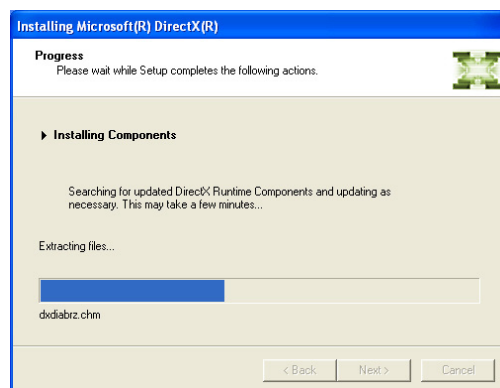 Installing Microsoft(R) DirectX(R)
Progress
Please wait while Setup completes the following actions.
Installing Components
Searching for updated DirectX Runtime Components and updating as
necessary. This may take a few minutes...
Extracting files...
dxdiabrz.chm
< Back
Next >
Cancel